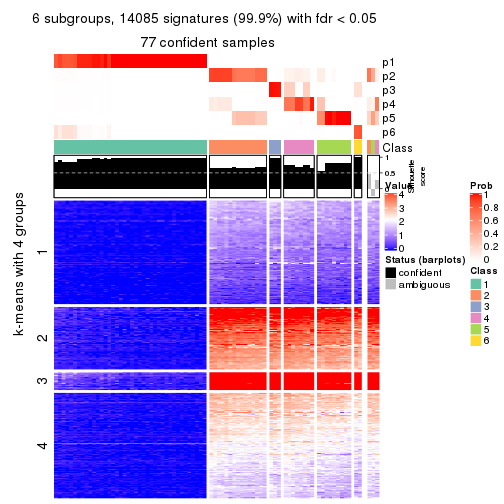 6 subgroups, 14085 signatures (99.9%) with fdr < 0.05
77 confident samples
p1
p2
p3
p4
p5
p6
Class
1
0.5
0
Silhouette
score
k-means with 4 groups
1
2
3
4
Value
4
3
2
1
0
Status (barplots)
confident
ambiguous
Prob
1
0.8
0.6
0.4
0.2
0
Class
1
2
3
4
5
6